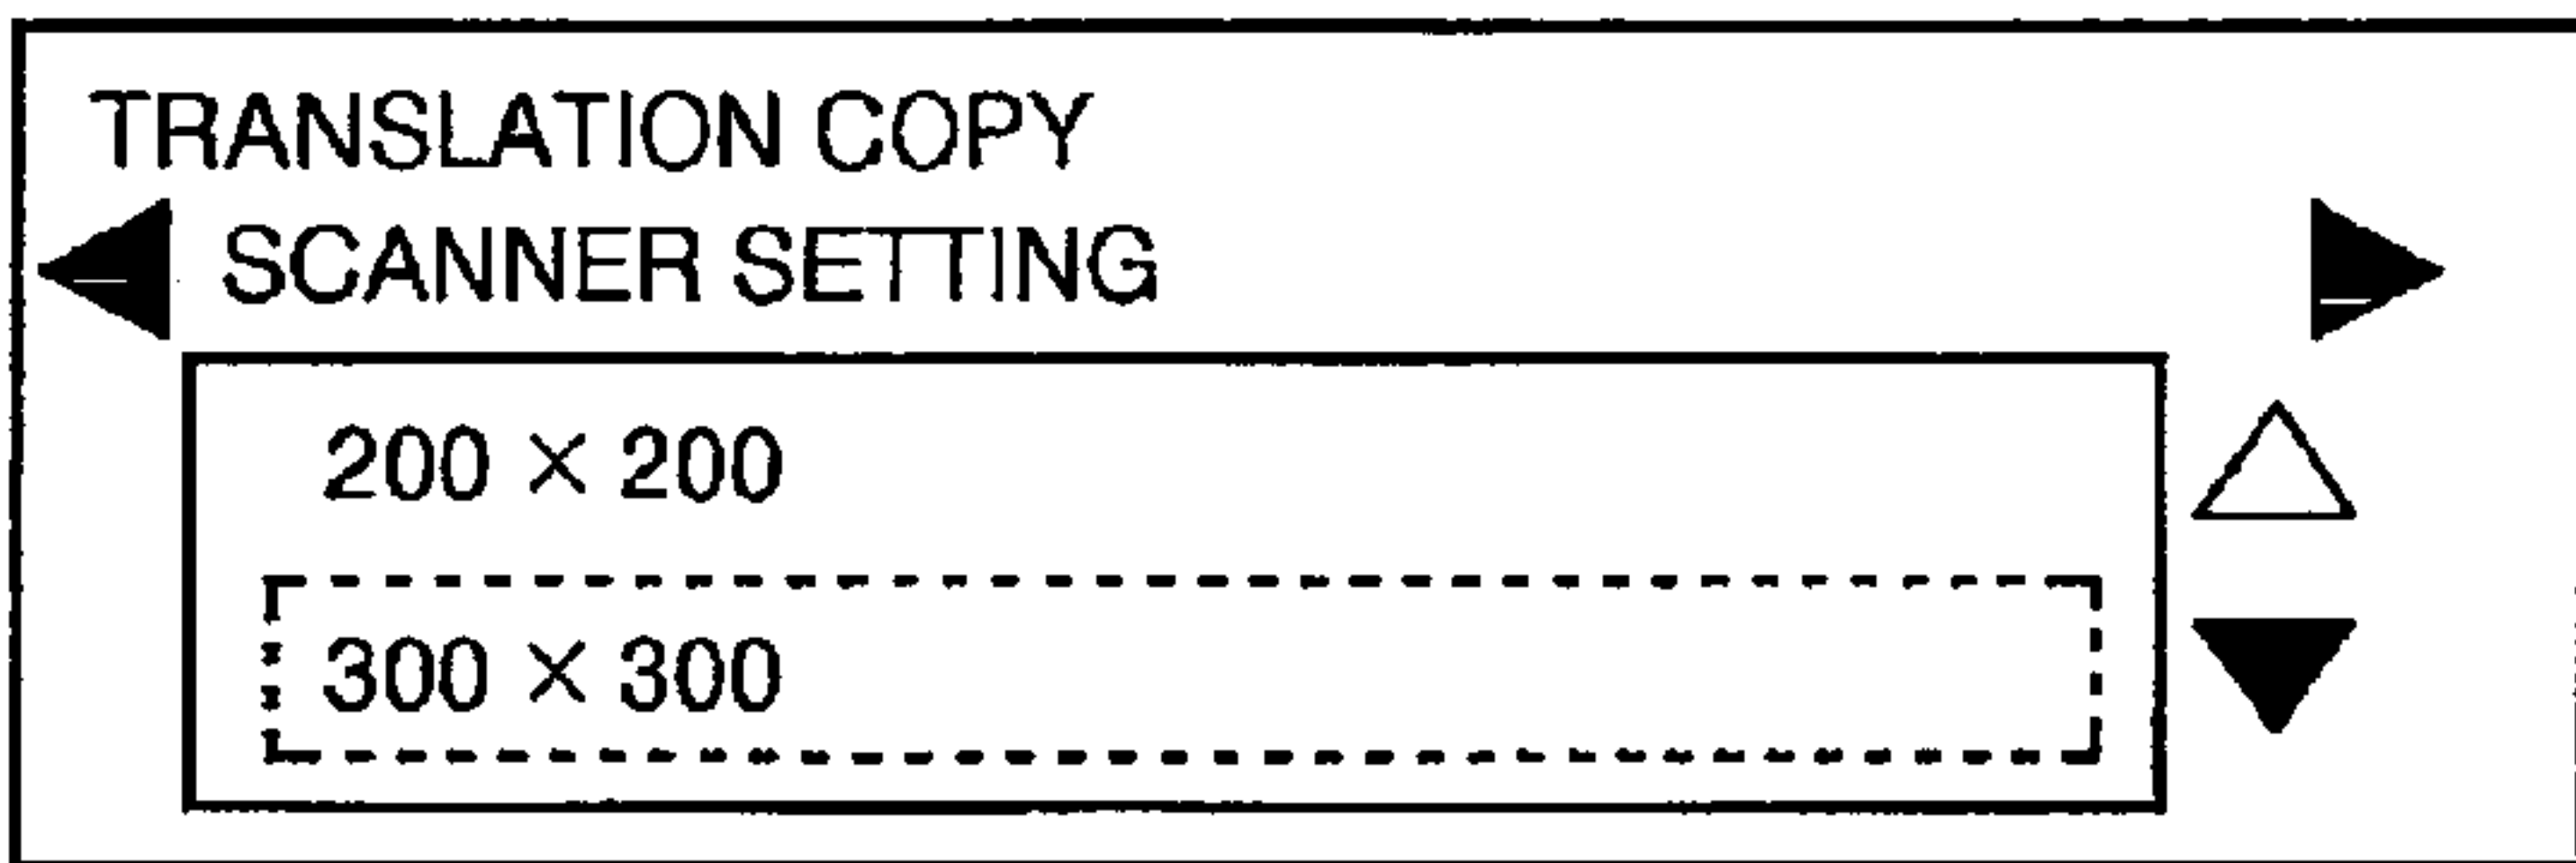 TRANSLATION COPY
SCANNER SETTING
200 × 200
300 × 300